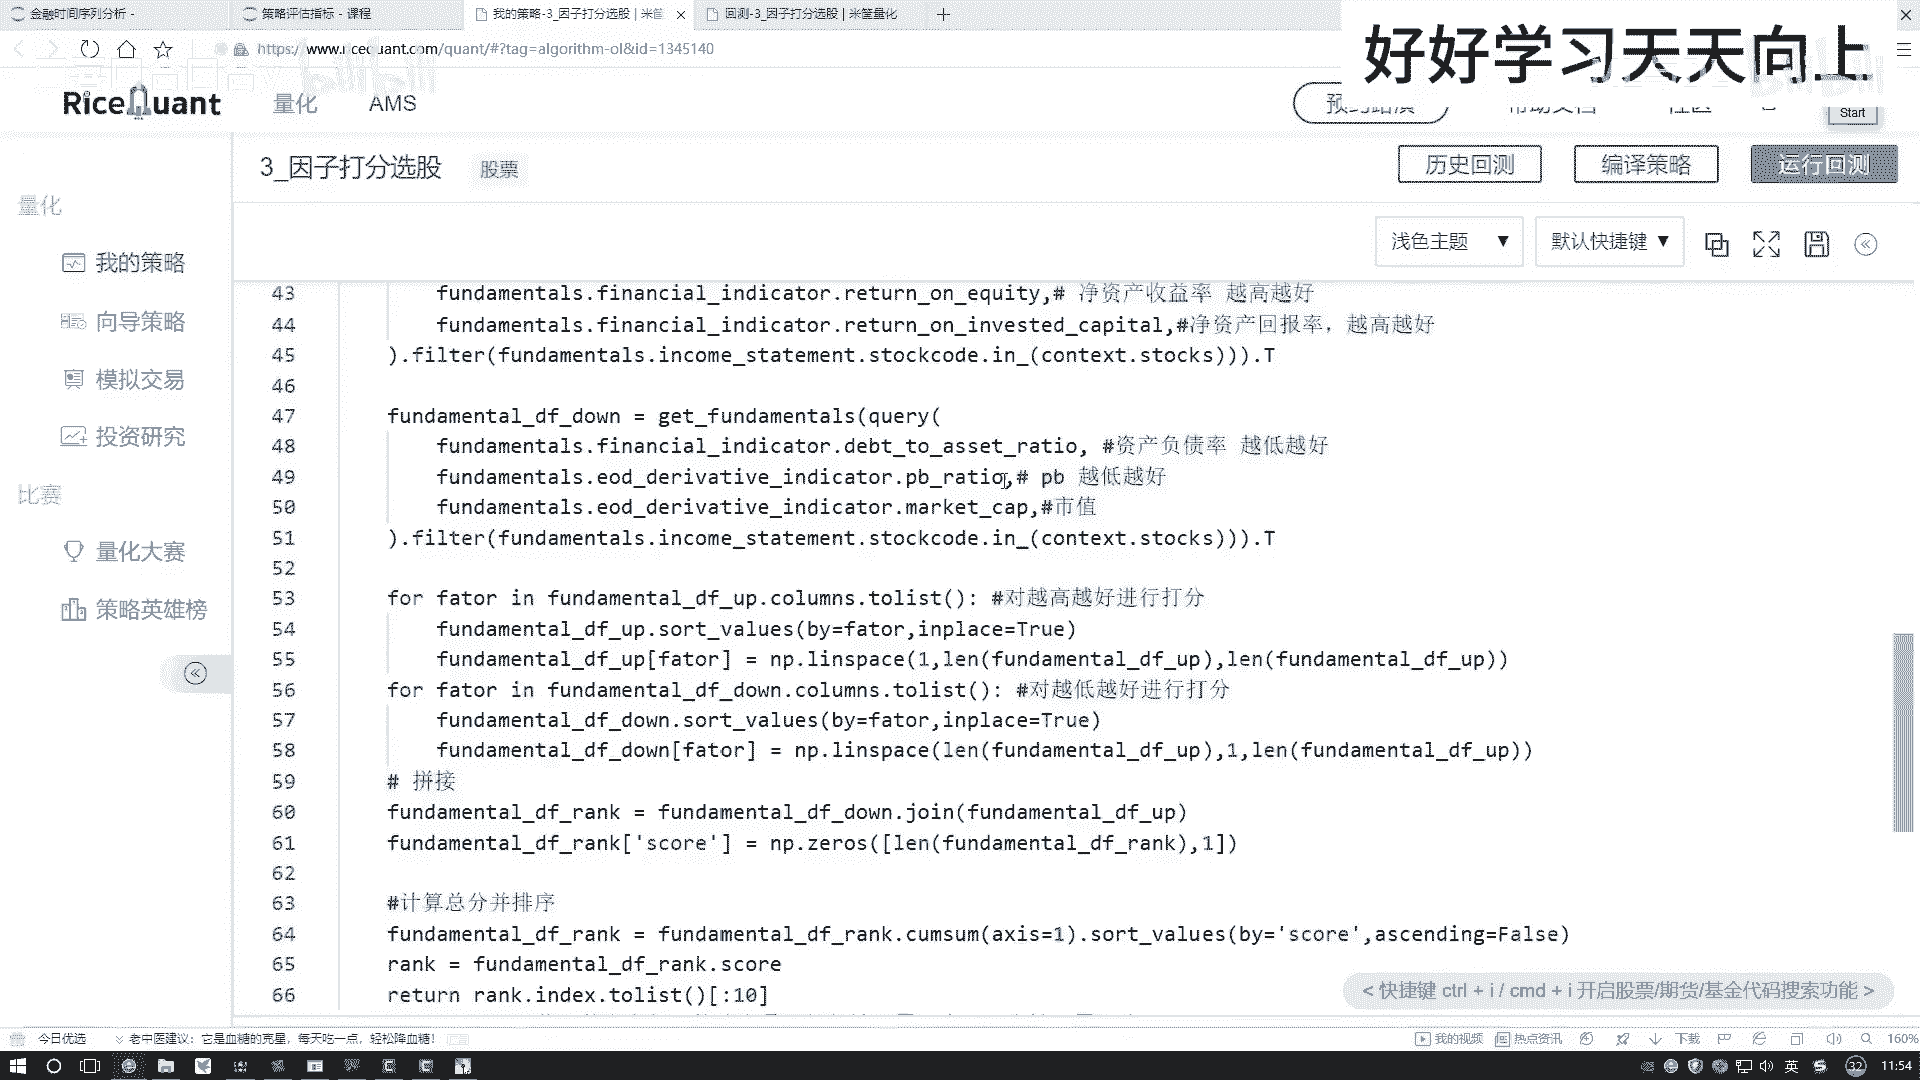 金融时间序列分析 -
策略评估指标 - 课程
我的策略-3_因子打分选股 | 米筐
回测-3_因子打分选股 | 米筐量化
https://www.ricequant.com/quant/#?tag=algorithm-ol&id=1345140
好好学习天天向上
RiceQuant
量化
AMS
Start
3_因子打分选股
股票
历史回测
编译策略
运行回测
浅色主题
默认快捷键
量化
我的策略
向导策略
模拟交易
投资研究
比赛
量化大赛
策略英雄榜
43 fundamentals.financial_indicator.return_on_equity,# 净资产收益率 越高越好
44 fundamentals.financial_indicator.return_on_invested_capital,#净资产回报率，越高越好
45 ).filter(fundamentals.income_statement.stockcode.in_(context.stocks))).T
46
47 fundamental_df_down = get_fundamentals(query(
48 fundamentals.financial_indicator.debt_to_asset_ratio, #资产负债率 越低越好
49 fundamentals.eod_derivative_indicator.pb_ratio,# pb 越低越好
50 fundamentals.eod_derivative_indicator.market_cap,#市值
51 ).filter(fundamentals.income_statement.stockcode.in_(context.stocks))).T
52
53 for fator in fundamental_df_up.columns.tolist(): #对越高越好进行打分
54 fundamental_df_up.sort_values(by=fator,inplace=True)
55 fundamental_df_up[fator] = np.linspace(1,len(fundamental_df_up),len(fundamental_df_up))
56 for fator in fundamental_df_down.columns.tolist(): #对越低越好进行打分
57 fundamental_df_down.sort_values(by=fator,inplace=True)
58 fundamental_df_down[fator] = np.linspace(len(fundamental_df_up),1,len(fundamental_df_up))
59 # 拼接
60 fundamental_df_rank = fundamental_df_down.join(fundamental_df_up)
61 fundamental_df_rank['score'] = np.zeros([len(fundamental_df_rank),1])
62
63 #计算总分并排序
64 fundamental_df_rank = fundamental_df_rank.cumsum(axis=1).sort_values(by='score',ascending=False)
65 rank = fundamental_df_rank.score
66 return rank.index.tolist()[:10]
< 快捷键 ctrl + i / cmd + i 开启股票/期货/基金代码搜索功能 >
今日优选
老中医建议：它是血糖的克星，每天吃一点，轻松降血糖！
我的视频
热点资讯
下载
160%
英
32
11:54